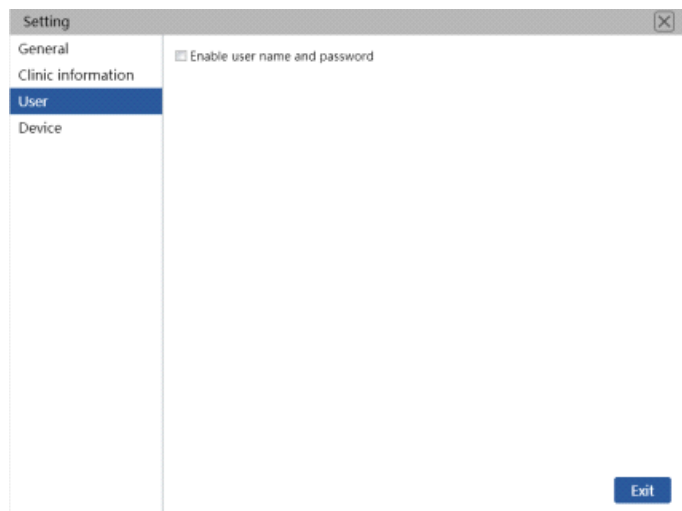 Setting
General
Clinic information
User
Device
Enable user name and password
Exit